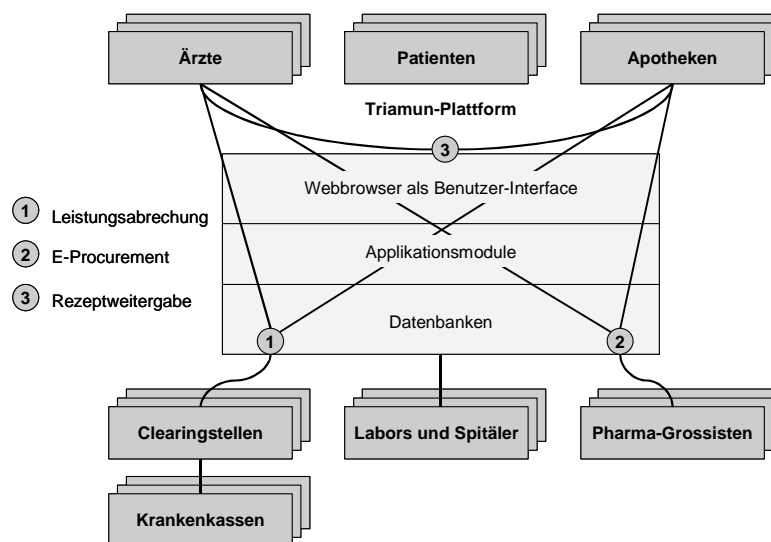 Ärzte
Patienten
Apotheken
Triamun-Plattform
3
Webbrowser als Benutzer-Interface
1 Leistungsabrechung
2 E-Procurement
Applikationsmodule
3 Rezeptweitergabe
Datenbanken
1
2
Clearingstellen
Labors und Spitäler
Pharma-Grossisten
Krankenkassen